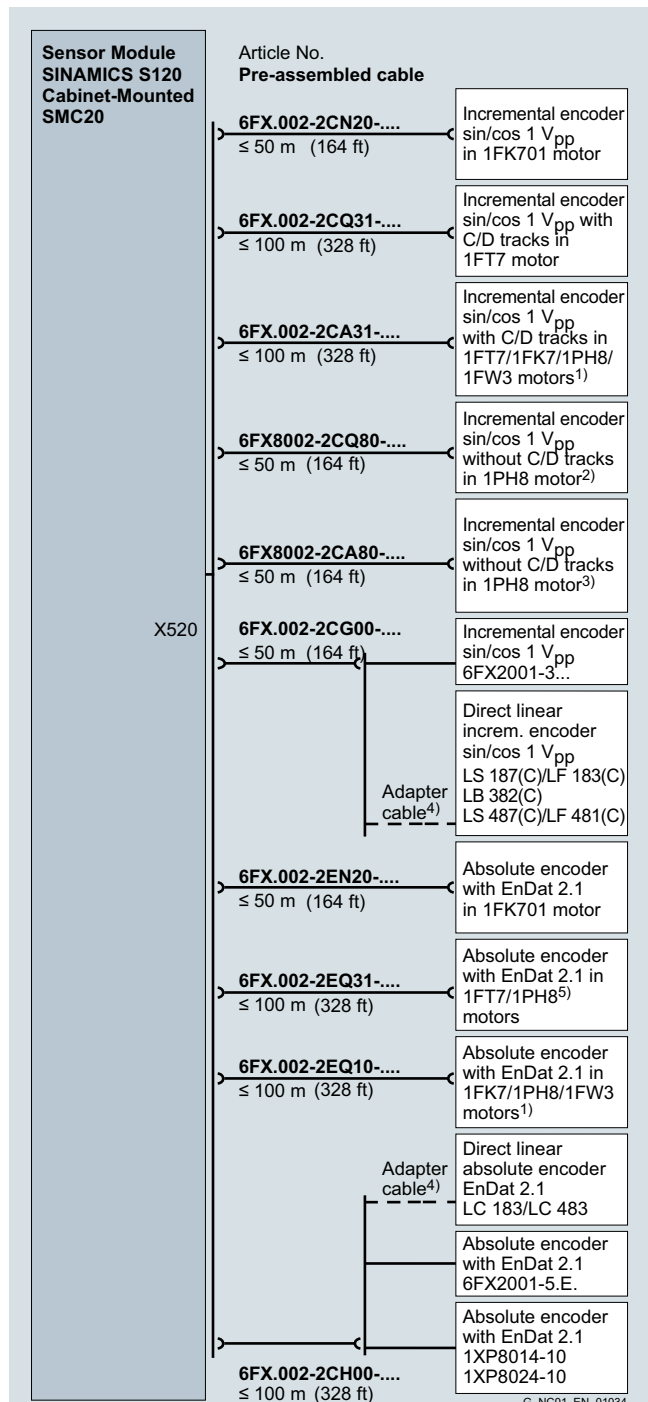 Sensor Module
SINAMICS S120
Cabinet-Mounted
SMC20
Article No.
Pre-assembled cable
6FX.002-2CN20-....
≤ 50 m (164 ft)
Incremental encoder
sin/cos 1 Vpp
in 1FK701 motor
6FX.002-2CQ31-....
≤ 100 m (328 ft)
Incremental encoder
sin/cos 1 Vpp with
C/D tracks in
1FT7 motor
6FX.002-2CA31-....
≤ 100 m (328 ft)
Incremental encoder
sin/cos 1 Vpp
with C/D tracks in
1FT7/1FK7/1PH8/
1FW3 motors1)
6FX8002-2CQ80-....
≤ 50 m (164 ft)
Incremental encoder
sin/cos 1 Vpp
without C/D tracks
in 1PH8 motor2)
6FX8002-2CA80-....
≤ 50 m (164 ft)
Incremental encoder
sin/cos 1 Vpp
without C/D tracks
in 1PH8 motor3)
X520
6FX.002-2CG00-....
≤ 50 m (164 ft)
Incremental encoder
sin/cos 1 Vpp
6FX2001-3...
Adapter
cable4)
Direct linear
increm. encoder
sin/cos 1 Vpp
LS 187(C)/LF 183(C)
LB 382(C)
LS 487(C)/LF 481(C)
6FX.002-2EN20-....
≤ 50 m (164 ft)
Absolute encoder
with EnDat 2.1
in 1FK701 motor
6FX.002-2EQ31-....
≤ 100 m (328 ft)
Absolute encoder
with EnDat 2.1 in
1FT7/1PH85)
motors
6FX.002-2EQ10-....
≤ 100 m (328 ft)
Absolute encoder
with EnDat 2.1 in
1FK7/1PH8/1FW3
motors1)
Adapter
cable4)
Direct linear
absolute encoder
EnDat 2.1
LC 183/LC 483
Absolute encoder
with EnDat 2.1
6FX2001-5.E.
Absolute encoder
with EnDat 2.1
1XP8014-10
1XP8024-10
6FX.002-2CH00-....
≤ 100 m (328 ft)
G_NC01_EN_01034